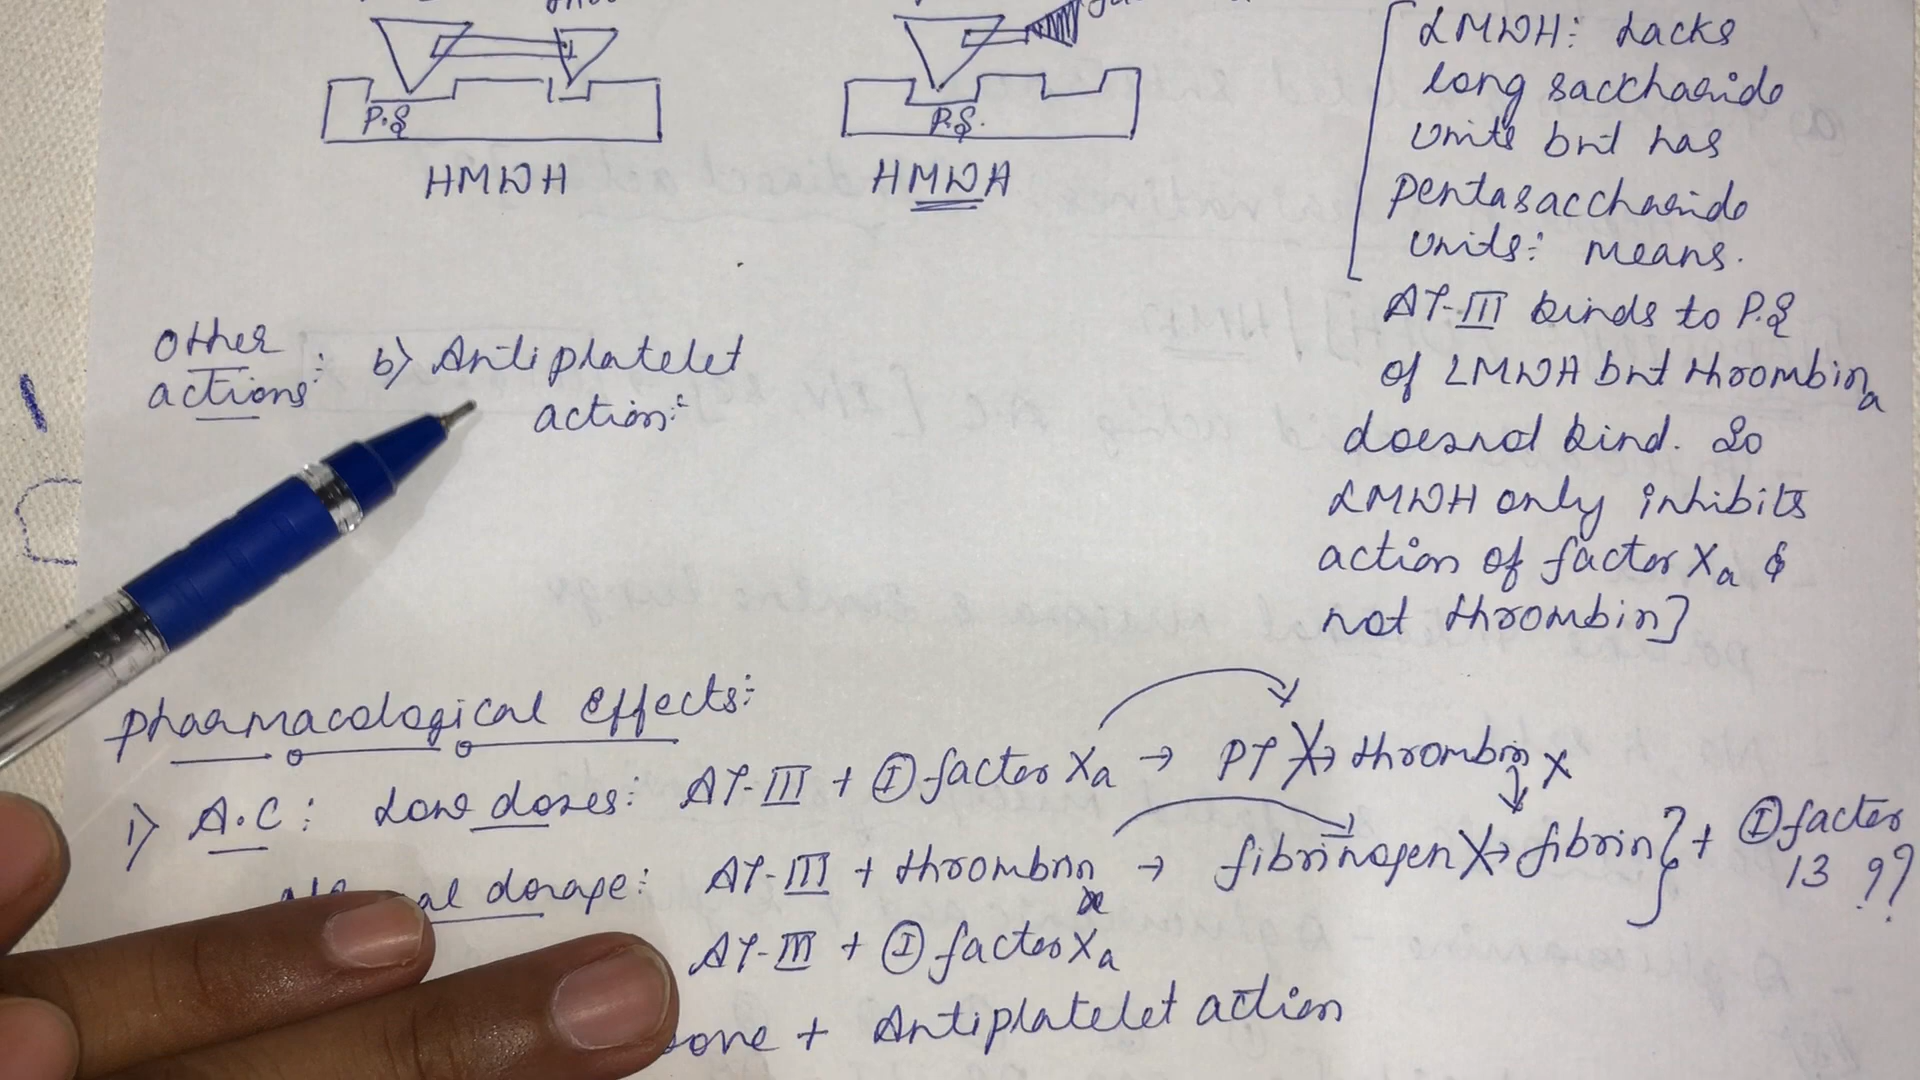 P.S
HMWH
P.S.
HMWH
LMWH: Lacks
long saccharide
units but has
pentasaccharide
units: means.
AT-III binds to P.S
of LMWH but thrombin a
doesnot bind. So
LMWH only inhibits
action of factor Xa &
not thrombin]
Other
actions: b) Antiplatelet
action:
Pharmacological Effects:
1) A.C: Low doses: AT-III + I factor Xa → PT X→ thrombin X
al dosage: AT-III + thrombin → fibrinogen X→ fibrin} + I factor
13 ??
AT-III + I factor Xa
+ Antiplatelet action